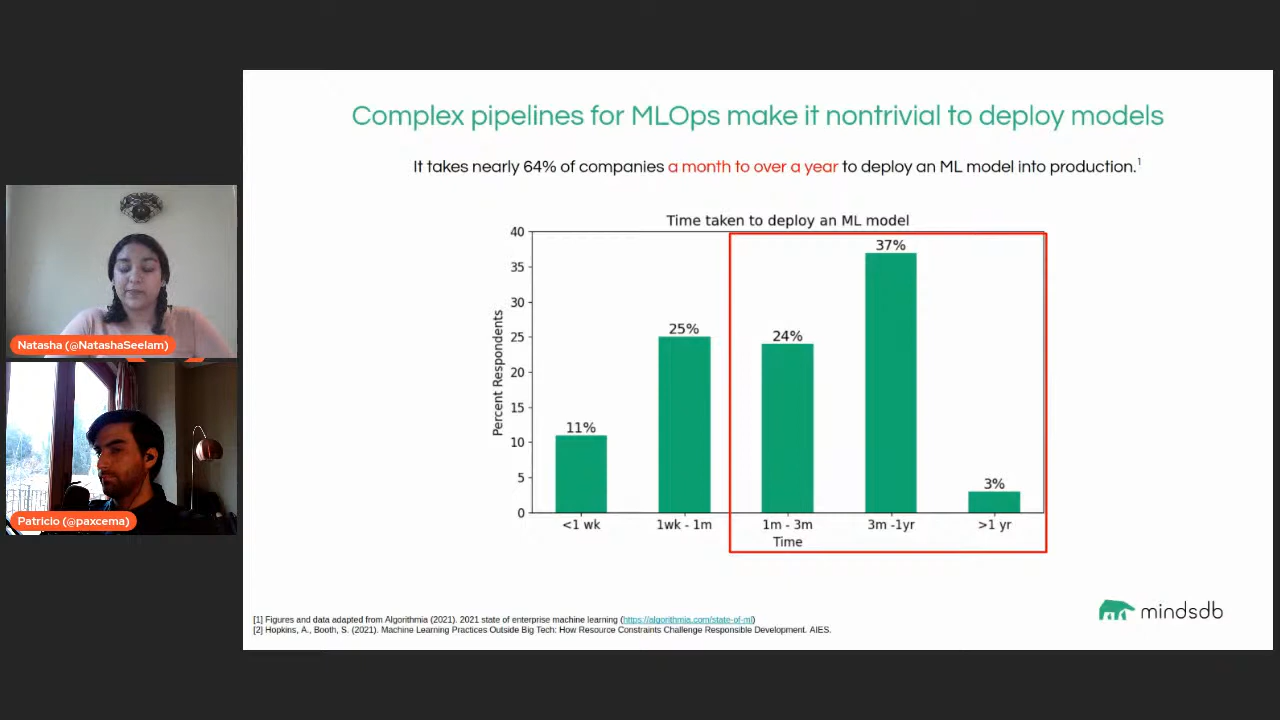 Complex pipelines for MLOps make it nontrivial to deploy models
It takes nearly 64% of companies a month to over a year to deploy an ML model into production.1
Time taken to deploy an ML model
Percent Respondents
40
35
30
25
20
15
10
5
0
11%
25%
24%
37%
3%
<1 wk
1wk - 1m
1m - 3m
3m -1yr
>1 yr
Time
Natasha (@NatashaSeelam)
Patricio (@paxcema)
[1] Figures and data adapted from Algorithmia (2021). 2021 state of enterprise machine learning (https://algorithmia.com/state-of-ml)
[2] Hopkins, A., Booth, S. (2021). Machine Learning Practices Outside Big Tech: How Resource Constraints Challenge Responsible Development. AIES.
mindsdb